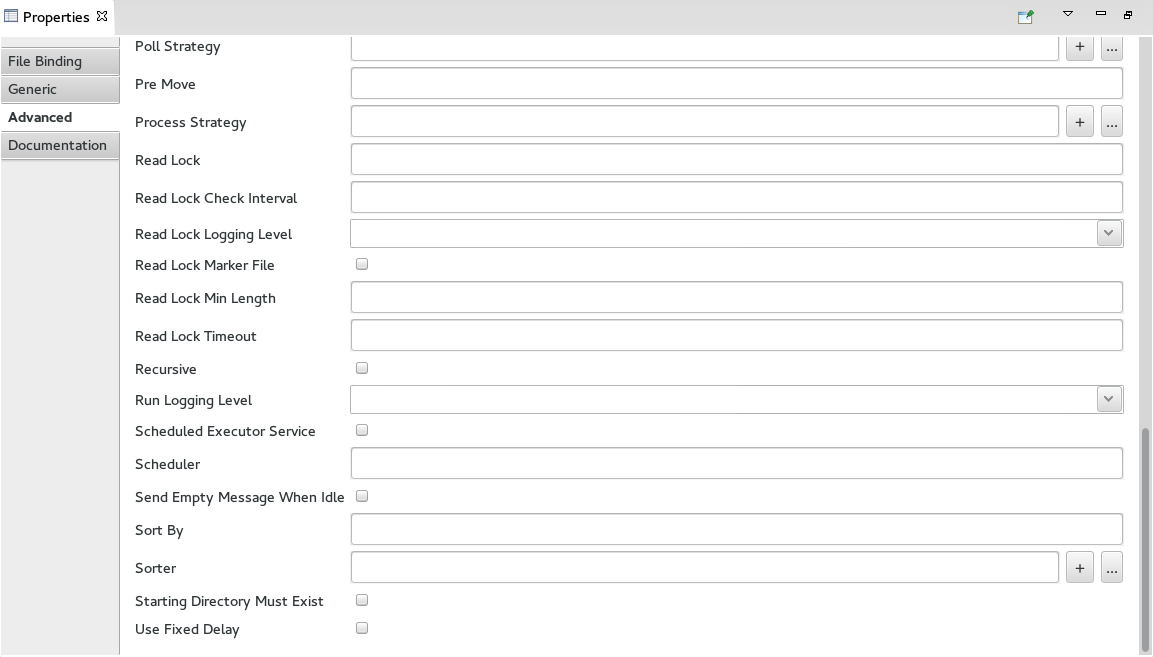 Properties
File Binding
Generic
Advanced
Documentation
Poll Strategy
+ ...
Pre Move
Process Strategy
+ ...
Read Lock
Read Lock Check Interval
Read Lock Logging Level
Read Lock Marker File
Read Lock Min Length
Read Lock Timeout
Recursive
Run Logging Level
Scheduled Executor Service
Scheduler
Send Empty Message When Idle
Sort By
Sorter
+ ...
Starting Directory Must Exist
Use Fixed Delay